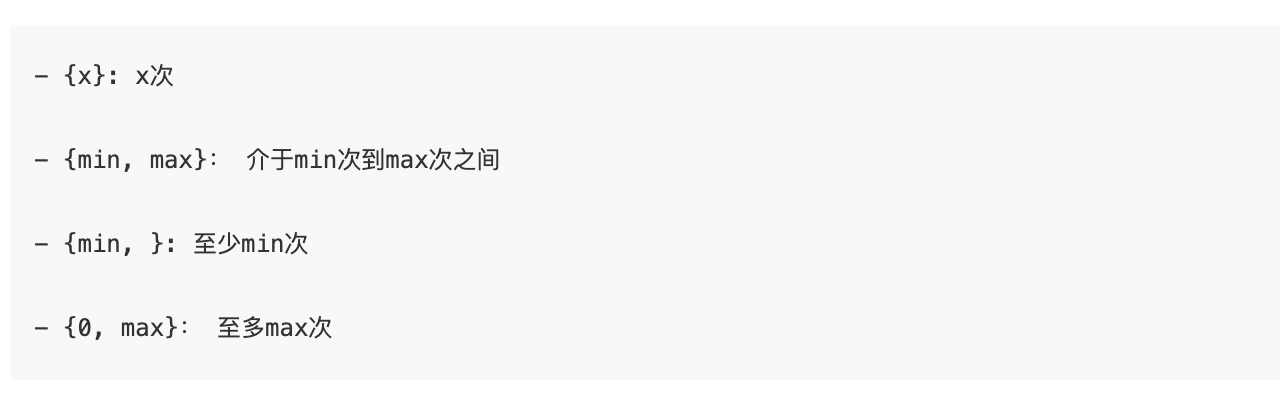 - {x}: x次
- {min, max}： 介于min次到max次之间
- {min, }: 至少min次
- {0, max}： 至多max次